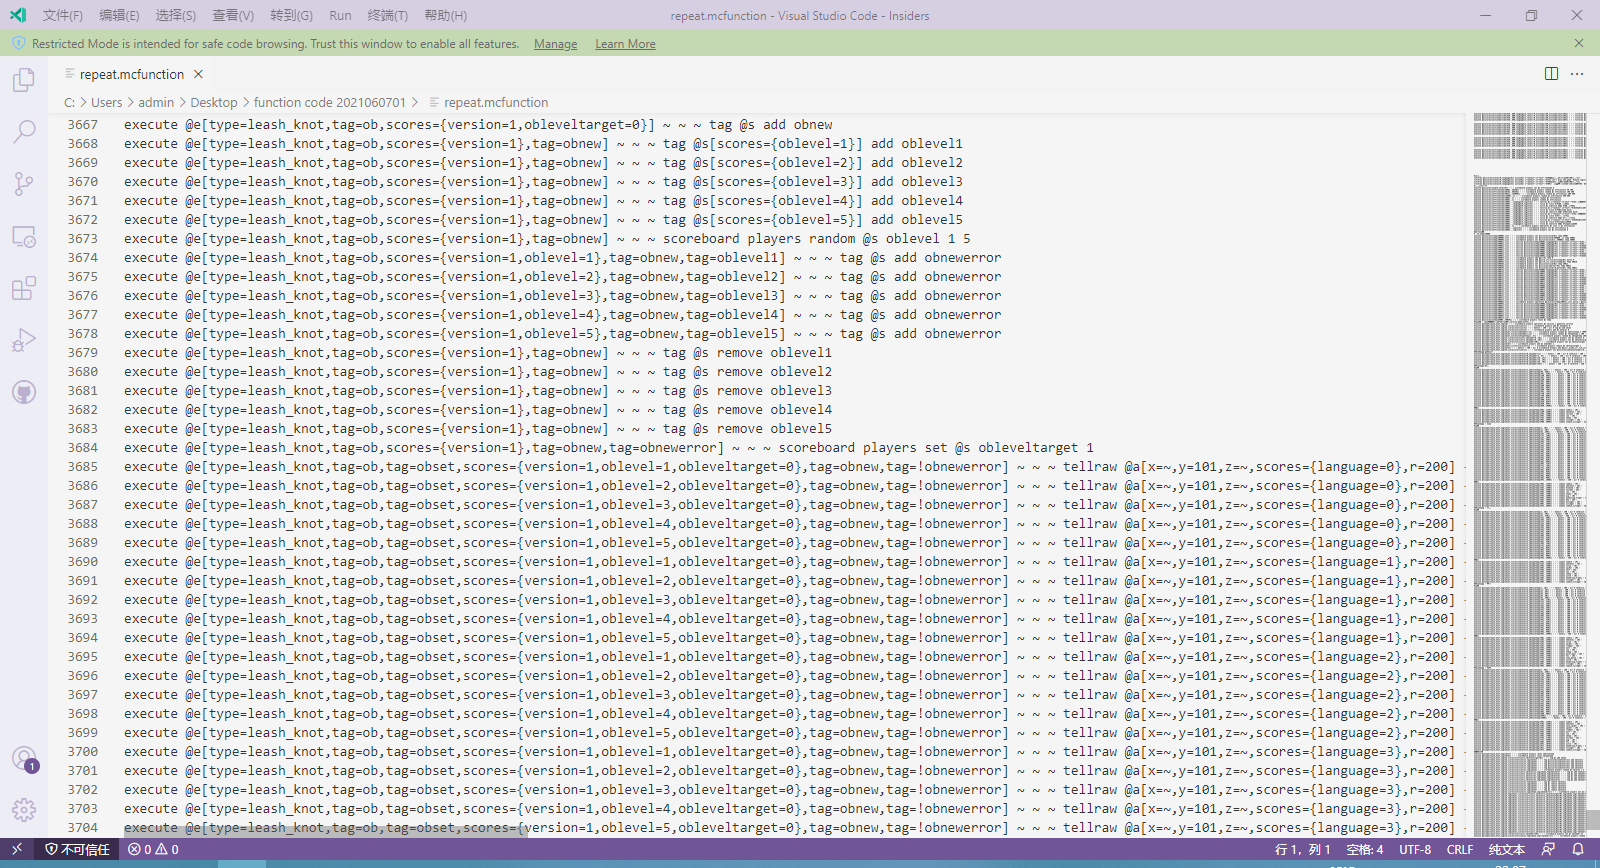 文件(F) 编辑(E) 选择(S) 查看(V) 转到(G) Run 终端(T) 帮助(H) repeat.mcfunction - Visual Studio Code - Insiders
Restricted Mode is intended for safe code browsing. Trust this window to enable all features. Manage Learn More
repeat.mcfunction
C: > Users > admin > Desktop > function code 2021060701 > repeat.mcfunction
3667 execute @e[type=leash_knot,tag=ob,scores={version=1,obleveltarget=0}] ~ ~ ~ tag @s add obnew
3668 execute @e[type=leash_knot,tag=ob,scores={version=1},tag=obnew] ~ ~ ~ tag @s[scores={oblevel=1}] add oblevel1
3669 execute @e[type=leash_knot,tag=ob,scores={version=1},tag=obnew] ~ ~ ~ tag @s[scores={oblevel=2}] add oblevel2
3670 execute @e[type=leash_knot,tag=ob,scores={version=1},tag=obnew] ~ ~ ~ tag @s[scores={oblevel=3}] add oblevel3
3671 execute @e[type=leash_knot,tag=ob,scores={version=1},tag=obnew] ~ ~ ~ tag @s[scores={oblevel=4}] add oblevel4
3672 execute @e[type=leash_knot,tag=ob,scores={version=1},tag=obnew] ~ ~ ~ tag @s[scores={oblevel=5}] add oblevel5
3673 execute @e[type=leash_knot,tag=ob,scores={version=1},tag=obnew] ~ ~ ~ scoreboard players random @s oblevel 1 5
3674 execute @e[type=leash_knot,tag=ob,scores={version=1,oblevel=1},tag=obnew,tag=oblevel1] ~ ~ ~ tag @s add obnewerror
3675 execute @e[type=leash_knot,tag=ob,scores={version=1,oblevel=2},tag=obnew,tag=oblevel2] ~ ~ ~ tag @s add obnewerror
3676 execute @e[type=leash_knot,tag=ob,scores={version=1,oblevel=3},tag=obnew,tag=oblevel3] ~ ~ ~ tag @s add obnewerror
3677 execute @e[type=leash_knot,tag=ob,scores={version=1,oblevel=4},tag=obnew,tag=oblevel4] ~ ~ ~ tag @s add obnewerror
3678 execute @e[type=leash_knot,tag=ob,scores={version=1,oblevel=5},tag=obnew,tag=oblevel5] ~ ~ ~ tag @s add obnewerror
3679 execute @e[type=leash_knot,tag=ob,scores={version=1},tag=obnew] ~ ~ ~ tag @s remove oblevel1
3680 execute @e[type=leash_knot,tag=ob,scores={version=1},tag=obnew] ~ ~ ~ tag @s remove oblevel2
3681 execute @e[type=leash_knot,tag=ob,scores={version=1},tag=obnew] ~ ~ ~ tag @s remove oblevel3
3682 execute @e[type=leash_knot,tag=ob,scores={version=1},tag=obnew] ~ ~ ~ tag @s remove oblevel4
3683 execute @e[type=leash_knot,tag=ob,scores={version=1},tag=obnew] ~ ~ ~ tag @s remove oblevel5
3684 execute @e[type=leash_knot,tag=ob,scores={version=1},tag=obnew,tag=obnewerror] ~ ~ ~ scoreboard players set @s obleveltarget 1
3685 execute @e[type=leash_knot,tag=ob,tag=obset,scores={version=1,oblevel=1,obleveltarget=0},tag=obnew,tag=!obnewerror] ~ ~ ~ tellraw @a[x=~,y=101,z=~,scores={language=0},r=200]
3686 execute @e[type=leash_knot,tag=ob,tag=obset,scores={version=1,oblevel=2,obleveltarget=0},tag=obnew,tag=!obnewerror] ~ ~ ~ tellraw @a[x=~,y=101,z=~,scores={language=0},r=200]
3687 execute @e[type=leash_knot,tag=ob,tag=obset,scores={version=1,oblevel=3,obleveltarget=0},tag=obnew,tag=!obnewerror] ~ ~ ~ tellraw @a[x=~,y=101,z=~,scores={language=0},r=200]
3688 execute @e[type=leash_knot,tag=ob,tag=obset,scores={version=1,oblevel=4,obleveltarget=0},tag=obnew,tag=!obnewerror] ~ ~ ~ tellraw @a[x=~,y=101,z=~,scores={language=0},r=200]
3689 execute @e[type=leash_knot,tag=ob,tag=obset,scores={version=1,oblevel=5,obleveltarget=0},tag=obnew,tag=!obnewerror] ~ ~ ~ tellraw @a[x=~,y=101,z=~,scores={language=0},r=200]
3690 execute @e[type=leash_knot,tag=ob,tag=obset,scores={version=1,oblevel=1,obleveltarget=0},tag=obnew,tag=!obnewerror] ~ ~ ~ tellraw @a[x=~,y=101,z=~,scores={language=1},r=200]
3691 execute @e[type=leash_knot,tag=ob,tag=obset,scores={version=1,oblevel=2,obleveltarget=0},tag=obnew,tag=!obnewerror] ~ ~ ~ tellraw @a[x=~,y=101,z=~,scores={language=1},r=200]
3692 execute @e[type=leash_knot,tag=ob,tag=obset,scores={version=1,oblevel=3,obleveltarget=0},tag=obnew,tag=!obnewerror] ~ ~ ~ tellraw @a[x=~,y=101,z=~,scores={language=1},r=200]
3693 execute @e[type=leash_knot,tag=ob,tag=obset,scores={version=1,oblevel=4,obleveltarget=0},tag=obnew,tag=!obnewerror] ~ ~ ~ tellraw @a[x=~,y=101,z=~,scores={language=1},r=200]
3694 execute @e[type=leash_knot,tag=ob,tag=obset,scores={version=1,oblevel=5,obleveltarget=0},tag=obnew,tag=!obnewerror] ~ ~ ~ tellraw @a[x=~,y=101,z=~,scores={language=1},r=200]
3695 execute @e[type=leash_knot,tag=ob,tag=obset,scores={version=1,oblevel=1,obleveltarget=0},tag=obnew,tag=!obnewerror] ~ ~ ~ tellraw @a[x=~,y=101,z=~,scores={language=2},r=200]
3696 execute @e[type=leash_knot,tag=ob,tag=obset,scores={version=1,oblevel=2,obleveltarget=0},tag=obnew,tag=!obnewerror] ~ ~ ~ tellraw @a[x=~,y=101,z=~,scores={language=2},r=200]
3697 execute @e[type=leash_knot,tag=ob,tag=obset,scores={version=1,oblevel=3,obleveltarget=0},tag=obnew,tag=!obnewerror] ~ ~ ~ tellraw @a[x=~,y=101,z=~,scores={language=2},r=200]
3698 execute @e[type=leash_knot,tag=ob,tag=obset,scores={version=1,oblevel=4,obleveltarget=0},tag=obnew,tag=!obnewerror] ~ ~ ~ tellraw @a[x=~,y=101,z=~,scores={language=2},r=200]
3699 execute @e[type=leash_knot,tag=ob,tag=obset,scores={version=1,oblevel=5,obleveltarget=0},tag=obnew,tag=!obnewerror] ~ ~ ~ tellraw @a[x=~,y=101,z=~,scores={language=2},r=200]
3700 execute @e[type=leash_knot,tag=ob,tag=obset,scores={version=1,oblevel=1,obleveltarget=0},tag=obnew,tag=!obnewerror] ~ ~ ~ tellraw @a[x=~,y=101,z=~,scores={language=3},r=200]
3701 execute @e[type=leash_knot,tag=ob,tag=obset,scores={version=1,oblevel=2,obleveltarget=0},tag=obnew,tag=!obnewerror] ~ ~ ~ tellraw @a[x=~,y=101,z=~,scores={language=3},r=200]
3702 execute @e[type=leash_knot,tag=ob,tag=obset,scores={version=1,oblevel=3,obleveltarget=0},tag=obnew,tag=!obnewerror] ~ ~ ~ tellraw @a[x=~,y=101,z=~,scores={language=3},r=200]
3703 execute @e[type=leash_knot,tag=ob,tag=obset,scores={version=1,oblevel=4,obleveltarget=0},tag=obnew,tag=!obnewerror] ~ ~ ~ tellraw @a[x=~,y=101,z=~,scores={language=3},r=200]
3704 execute @e[type=leash_knot,tag=ob,tag=obset,scores={version=1,oblevel=5,obleveltarget=0},tag=obnew,tag=!obnewerror] ~ ~ ~ tellraw @a[x=~,y=101,z=~,scores={language=3},r=200]
1
不可信任 0 0 行 1，列 1 空格: 4 UTF-8 CRLF 纯文本